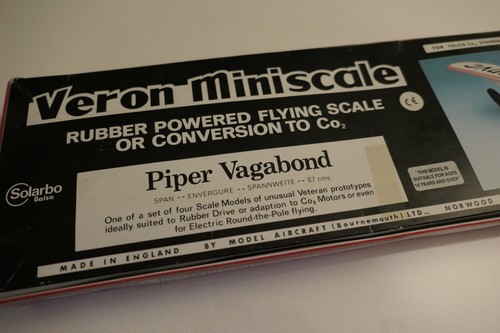 FOR TELCO Co2
Veron Miniscale
CE
RUBBER POWERED FLYING SCALE
OR CONVERSION TO Co2
Piper Vagabond
SPAN -- ENVERGURE -- SPANNWEITE -- 57 cms
One of a set of four Scale Models of unusual Veteran prototypes
ideally suited to Rubber Drive or adaption to Co2 Motors or even
for Electric Round-the-Pole flying.
Solarbo
Balsa
THIS MODEL IS
SUITABLE FOR AGES
14 YEARS AND OVER
MADE IN ENGLAND BY MODEL AIRCRAFT (Bournemouth) LTD., NORWOOD